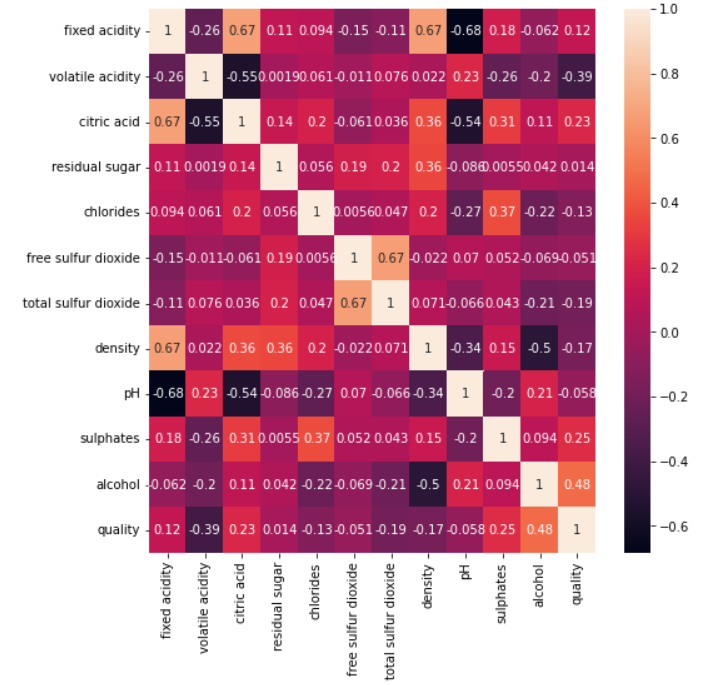 fixed acidity 1 -0.26 0.67 0.11 0.094 -0.15 -0.11 0.67 -0.68 0.18 -0.062 0.12
volatile acidity -0.26 1 -0.55 0.0019 0.061 -0.011 0.076 0.022 0.23 -0.26 -0.2 -0.39
citric acid 0.67 -0.55 1 0.14 0.2 -0.061 0.036 0.36 -0.54 0.31 0.11 0.23
residual sugar 0.11 0.0019 0.14 1 0.056 0.19 0.2 0.36 -0.086 0.0055 0.042 0.014
chlorides 0.094 0.061 0.2 0.056 1 0.0056 0.047 0.2 -0.27 0.37 -0.22 -0.13
free sulfur dioxide -0.15 -0.011 -0.061 0.19 0.0056 1 0.67 -0.022 0.07 0.052 -0.069 -0.051
total sulfur dioxide -0.11 0.076 0.036 0.2 0.047 0.67 1 0.071 -0.066 0.043 -0.21 -0.19
density 0.67 0.022 0.36 0.36 0.2 -0.022 0.071 1 -0.34 0.15 -0.5 -0.17
pH -0.68 0.23 -0.54 -0.086 -0.27 0.07 -0.066 -0.34 1 -0.2 0.21 -0.058
sulphates 0.18 -0.26 0.31 0.0055 0.37 0.052 0.043 0.15 -0.2 1 0.094 0.25
alcohol -0.062 -0.2 0.11 0.042 -0.22 -0.069 -0.21 -0.5 0.21 0.094 1 0.48
quality 0.12 -0.39 0.23 0.014 -0.13 -0.051 -0.19 -0.17 -0.058 0.25 0.48 1
fixed acidity
volatile acidity
citric acid
residual sugar
chlorides
free sulfur dioxide
total sulfur dioxide
density
pH
sulphates
alcohol
quality
1.0
0.8
0.6
0.4
0.2
0.0
−0.2
−0.4
−0.6